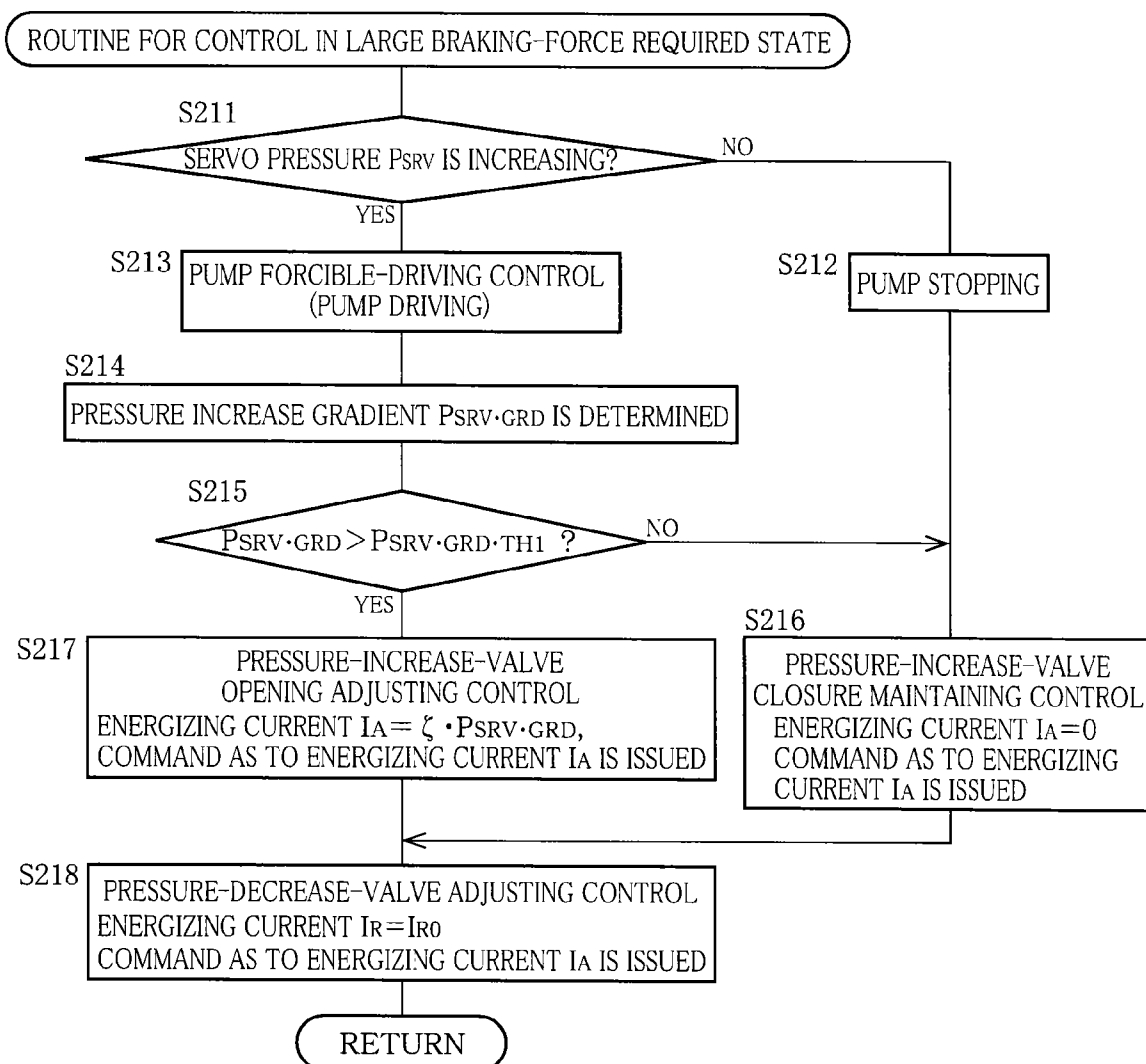 ROUTINE FOR CONTROL IN LARGE BRAKING-FORCE REQUIRED STATE
S211
SERVO PRESSURE PSRV IS INCREASING?
NO
YES
S213
PUMP FORCIBLE-DRIVING CONTROL
(PUMP DRIVING)
S212
PUMP STOPPING
S214
PRESSURE INCREASE GRADIENT PSRV·GRD IS DETERMINED
S215
PSRV·GRD>PSRV·GRD·TH1 ?
NO
YES
S217
PRESSURE-INCREASE-VALVE
OPENING ADJUSTING CONTROL
ENERGIZING CURRENT IA= ζ ·PSRV·GRD,
COMMAND AS TO ENERGIZING CURRENT IA IS ISSUED
S216
PRESSURE-INCREASE-VALVE
CLOSURE MAINTAINING CONTROL
ENERGIZING CURRENT IA=0
COMMAND AS TO ENERGIZING
CURRENT IA IS ISSUED
S218
PRESSURE-DECREASE-VALVE ADJUSTING CONTROL
ENERGIZING CURRENT IR=IR0
COMMAND AS TO ENERGIZING CURRENT IA IS ISSUED
RETURN